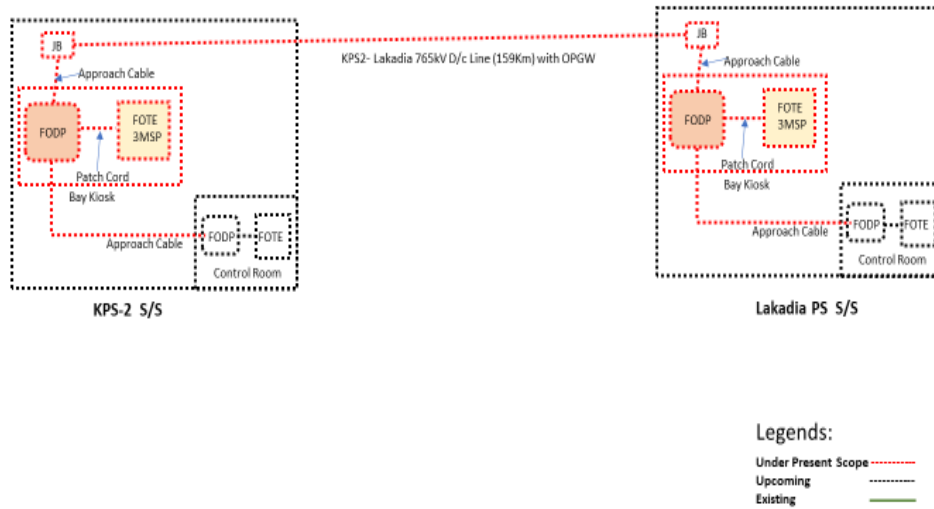 JB
JB
KPS2- Lakadia 765kV D/c Line (159Km) with OPGW
Approach Cable
Approach Cable
FODP
FOTE
3MSP
FODP
FOTE
3MSP
Patch Cord
Bay Kiosk
Patch Cord
Bay Kiosk
Approach Cable
FODP
FOTE
Control Room
Approach Cable
FODP
FOTE
Control Room
KPS-2 S/S
Lakadia PS S/S
Legends:
Under Present Scope
Upcoming
Existing